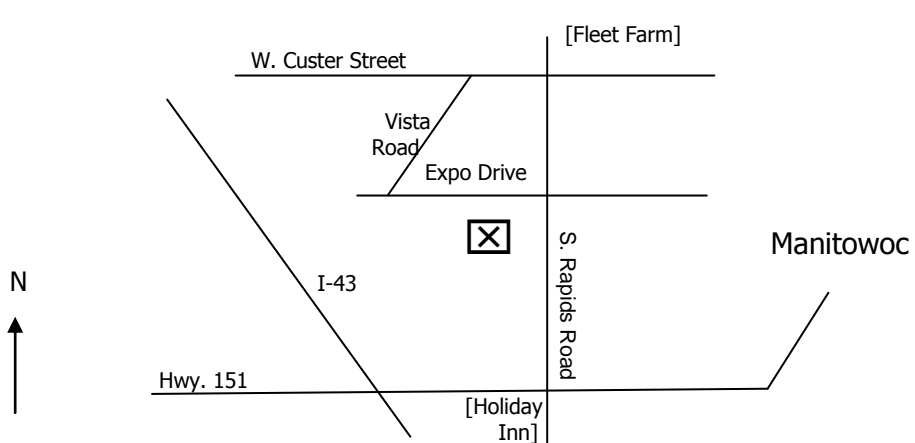 [Fleet Farm]
W. Custer Street
Vista
Road
Expo Drive
S. Rapids Road
Manitowoc
N
I-43
Hwy. 151
[Holiday
Inn]